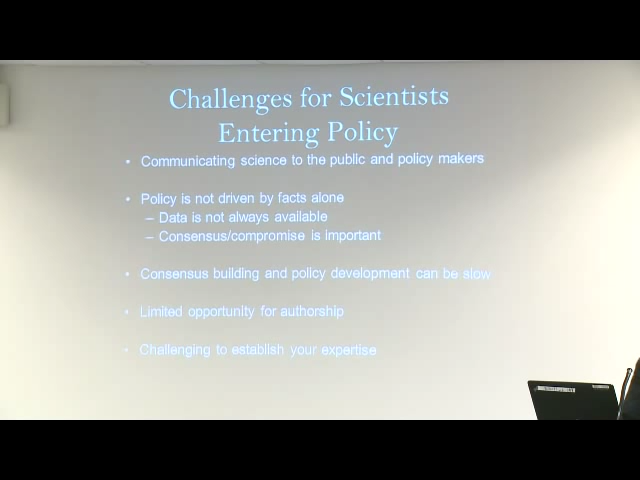 Challenges for Scientists
Entering Policy
• Communicating science to the public and policy makers
• Policy is not driven by facts alone
– Data is not always available
– Consensus/compromise is important
• Consensus building and policy development can be slow
• Limited opportunity for authorship
• Challenging to establish your expertise